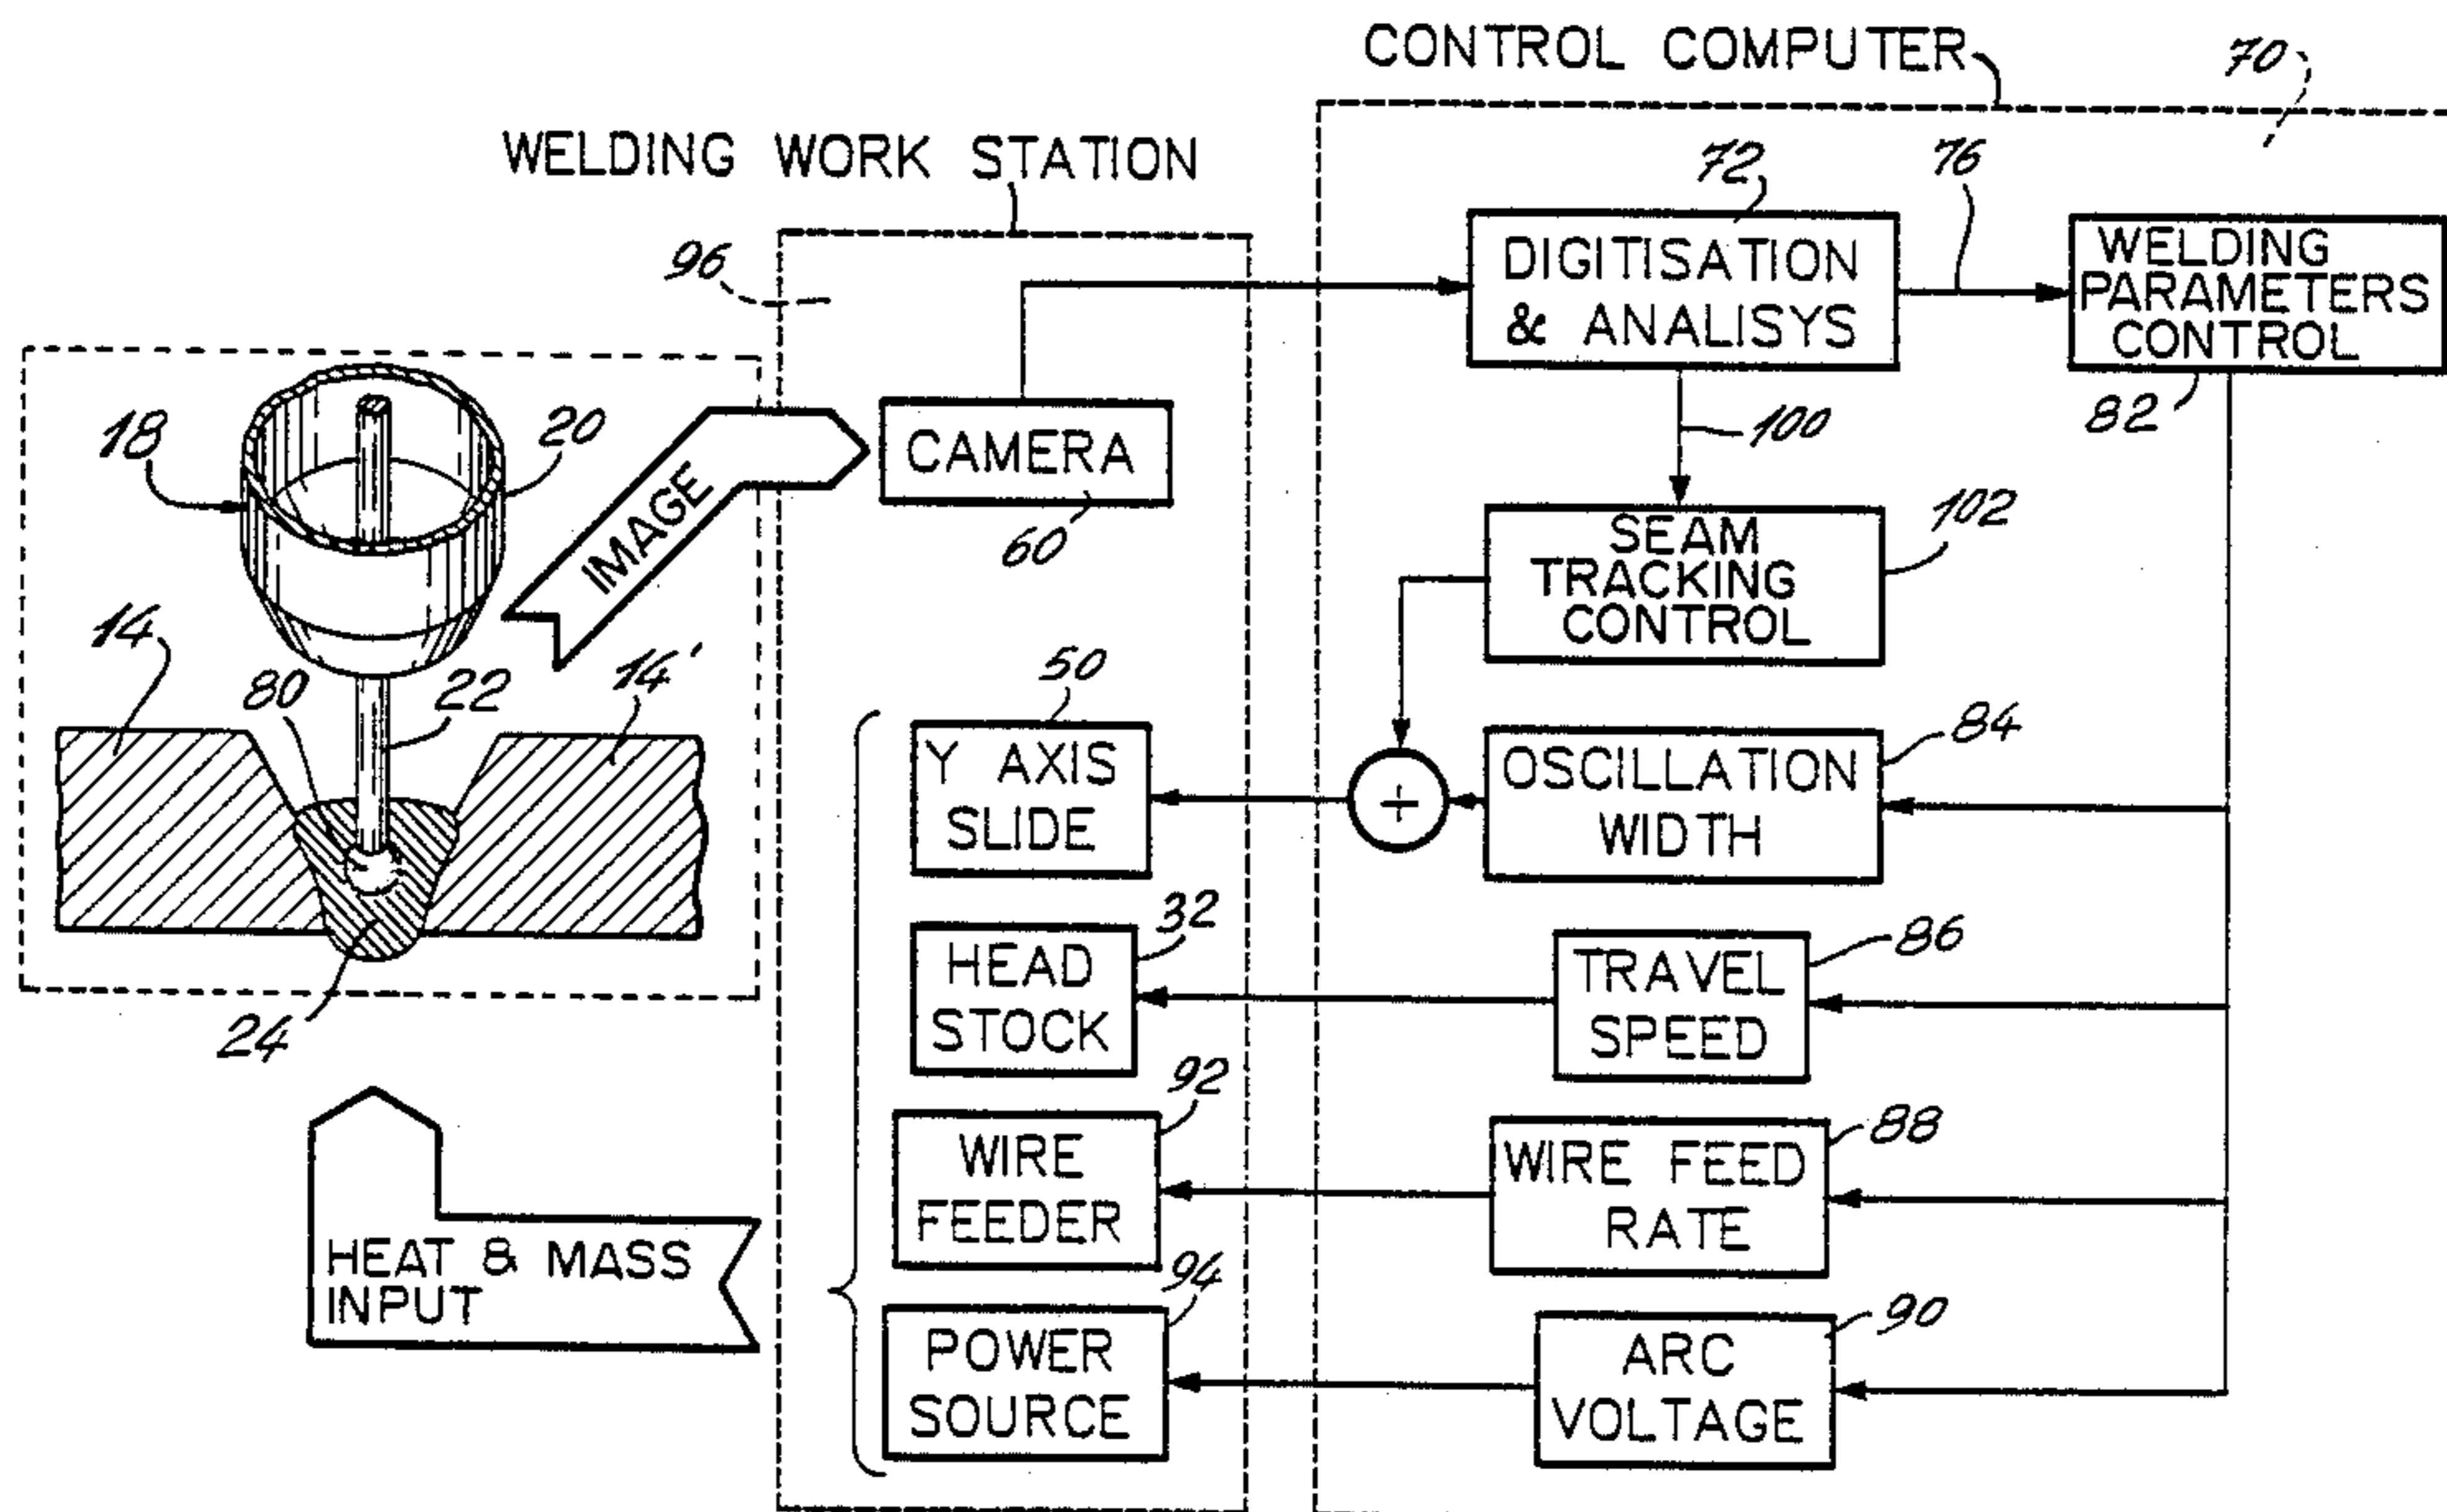 CONTROL COMPUTER
70
WELDING WORK STATION
72
76
96
DIGITISATION
& ANALISYS
WELDING
PARAMETERS
CONTROL
82
18
20
IMAGE
CAMERA
60
100
SEAM
TRACKING
CONTROL
102
14
80
22
14'
50
Y AXIS
SLIDE
+
OSCILLATION
WIDTH
84
24
32
HEAD
STOCK
TRAVEL
SPEED
86
92
WIRE
FEEDER
WIRE FEED
RATE
88
HEAT & MASS
INPUT
94
POWER
SOURCE
ARC
VOLTAGE
90